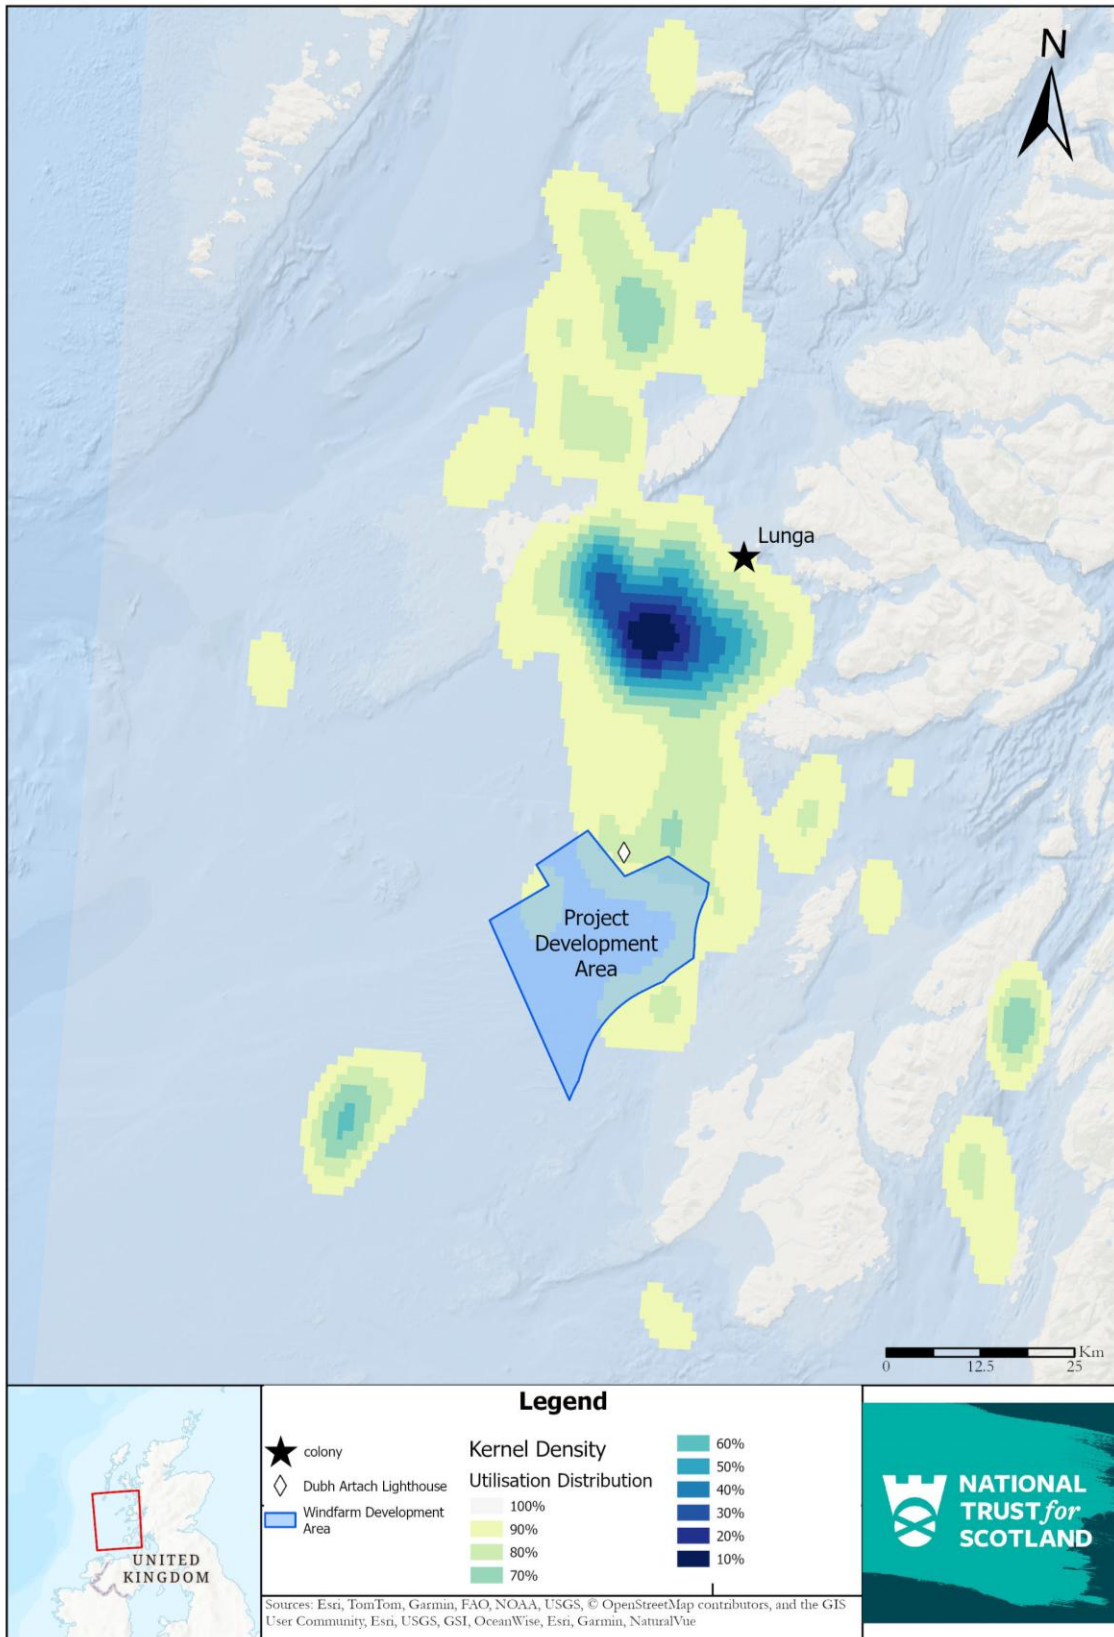 N
Lunga
Project
Development
Area
Km
0 12.5 25
Legend
colony
Dubh Artach Lighthouse
Windfarm Development
Area
Kernel Density
Utilisation Distribution
100%
90%
80%
70%
60%
50%
40%
30%
20%
10%
UNITED
KINGDOM
NATIONAL
TRUST for
SCOTLAND
Sources: Esri, TomTom, Garmin, FAO, NOAA, USGS, © OpenStreetMap contributors, and the GIS
User Community, Esri, USGS, GSI, OceanWise, Esri, Garmin, NaturalVue